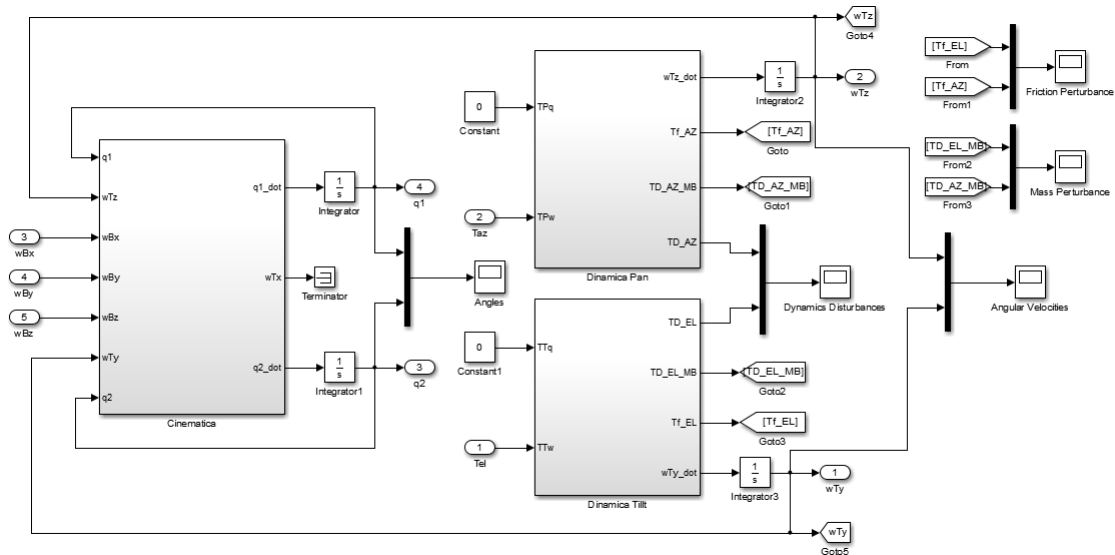 wTz
Goto4
q1
wTz
wBx
wBy
wBz
wTy
q2
q1_dot
wTx
q2_dot
Cinematica
3
wBx
4
wBy
5
wBz
1
s
Integrator
4
q1
Terminator
1
s
Integrator1
3
q2
Angles
0
Constant
2
Taz
TPq
TPw
wTz_dot
Tf_AZ
TD_AZ_MB
TD_AZ
Dinamica Pan
1
s
Integrator2
2
wTz
[Tf_AZ]
Goto
[TD_AZ_MB]
Goto1
0
Constant1
1
Tel
TTq
TTw
TD_EL
TD_EL_MB
Tf_EL
wTy_dot
Dinamica Tillt
Dynamics Disturbances
[TD_EL_MB]
Goto2
[Tf_EL]
Goto3
1
s
Integrator3
1
wTy
wTy
Goto5
[Tf_EL]
From
[Tf_AZ]
From1
Friction Perturbance
[TD_EL_MB]
From2
[TD_AZ_MB]
From3
Mass Perturbance
Angular Velocities